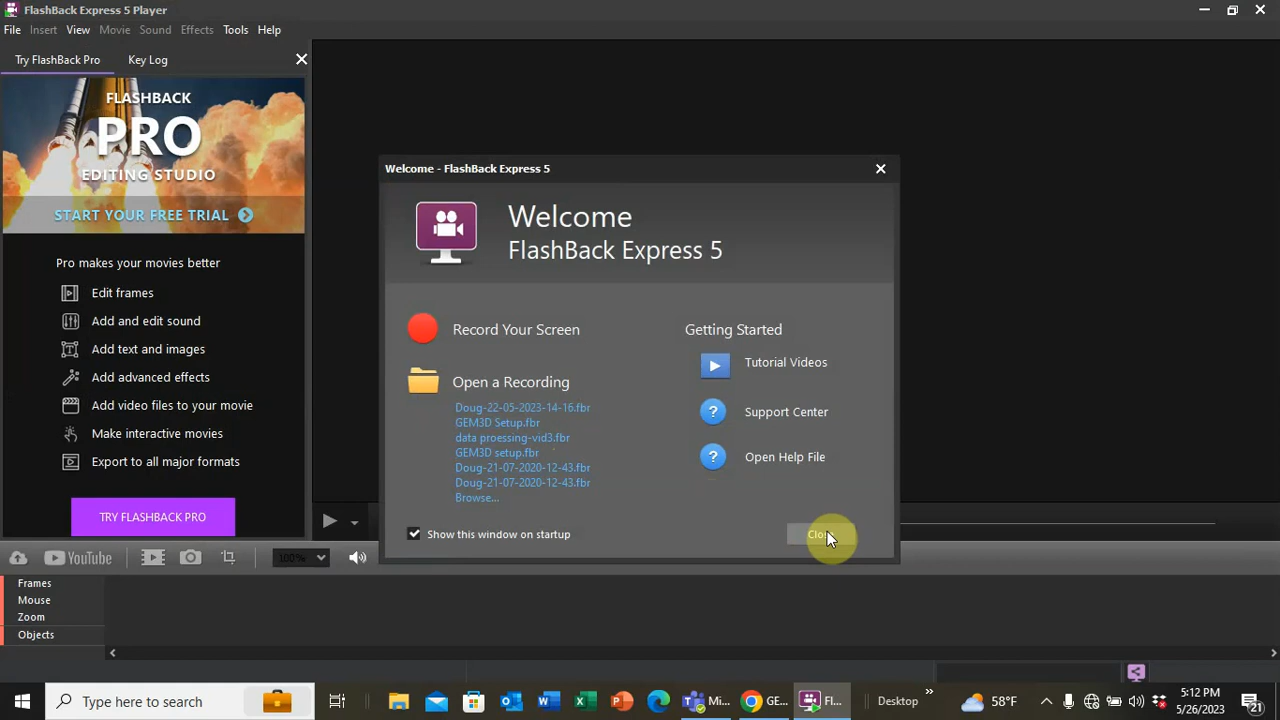 FlashBack Express 5 Player
File Insert View Movie Sound Effects Tools Help
Try FlashBack Pro Key Log
FLASHBACK
PRO
EDITING STUDIO
START YOUR FREE TRIAL
Pro makes your movies better
Edit frames
Add and edit sound
Add text and images
Add advanced effects
Add video files to your movie
Make interactive movies
Export to all major formats
TRY FLASHBACK PRO
Welcome - FlashBack Express 5
Welcome
FlashBack Express 5
Record Your Screen
Open a Recording
Doug-22-05-2023-14-16.fbr
GEM3D Setup.fbr
data proessing-vid3.fbr
GEM3D setup.fbr
Doug-21-07-2020-12-43.fbr
Doug-21-07-2020-12-43.fbr
Browse...
Getting Started
Tutorial Videos
Support Center
Open Help File
Show this window on startup
YouTube
100%
Frames
Mouse
Zoom
Objects
Type here to search
Mi...
GE...
Fl...
Desktop
58°F
5:12 PM
5/26/2023
21